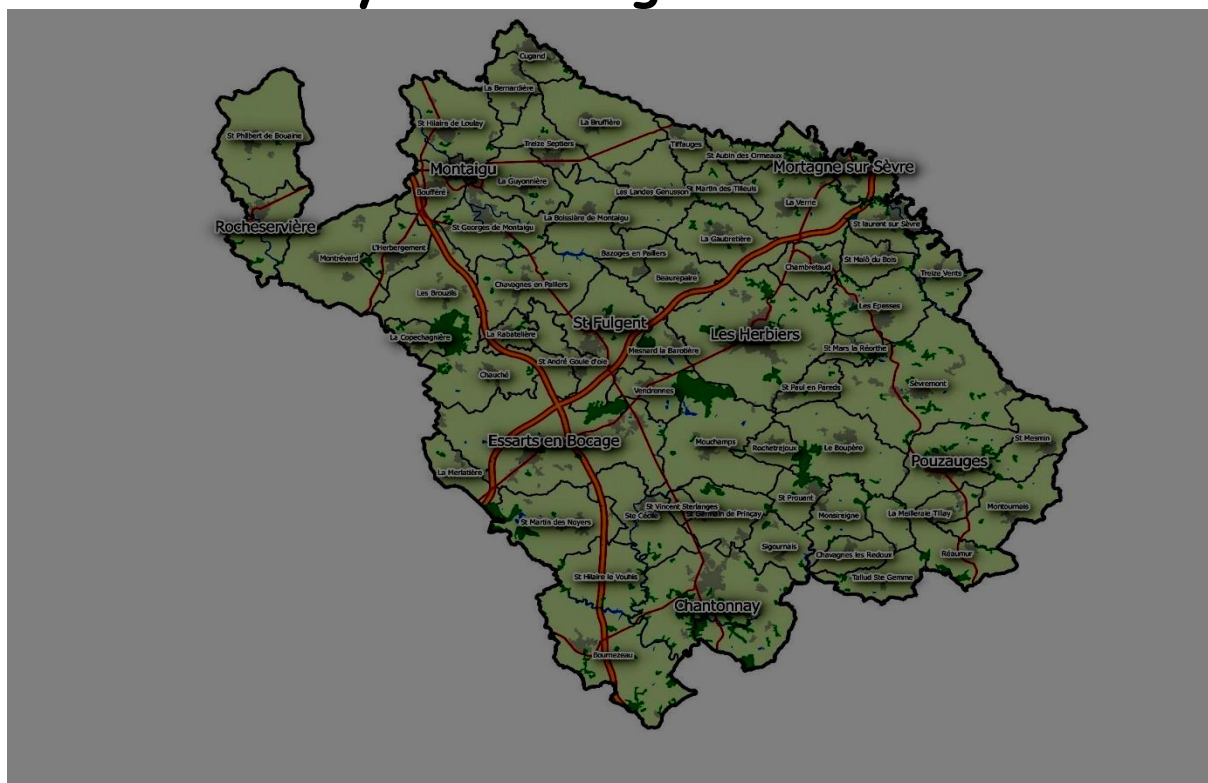 Cugand
La Bernardière
St Hilaire de Loulay
La Bruffière
St Philbert de Bouaine
Treize Septiers
Tiffauges
St Aubin des Ormeaux
Montaigu
Mortagne sur Sèvre
La Guyonnière
Boufféré
Les Landes Genusson
St Martin des Tilleuls
La Verrie
Rocheservière
St Georges de Montaigu
La Boissière de Montaigu
St laurent sur Sèvre
La Gaubretière
L'Herbergement
Montréverd
Bazoges en Paillers
St Malô du Bois
Chambretaud
Treize Vents
Beaurepaire
Chavagnes en Paillers
Les Brouzils
Les Epesses
St Fulgent
Les Herbiers
La Copechagnière
La Rabatelière
St Mars la Réorthe
Mesnard la Barotière
St André Goule d'oie
Chauché
Sèvremont
St Paul en Pareds
Vendrennes
Essarts en Bocage
Mouchamps
Rochetrejoux
Le Boupère
St Mesmin
Pouzauges
La Merlatière
St Prouant
St Vincent Sterlanges
St Germain de Prinçay
Ste Cécile
Monsireigne
La Meilleraie Tillay
Montournais
St Martin des Noyers
Sigournais
Chavagnes les Redoux
Réaumur
St Hilaire le Vouhis
Tallud Ste Gemme
Chantonnay
Bournezeau